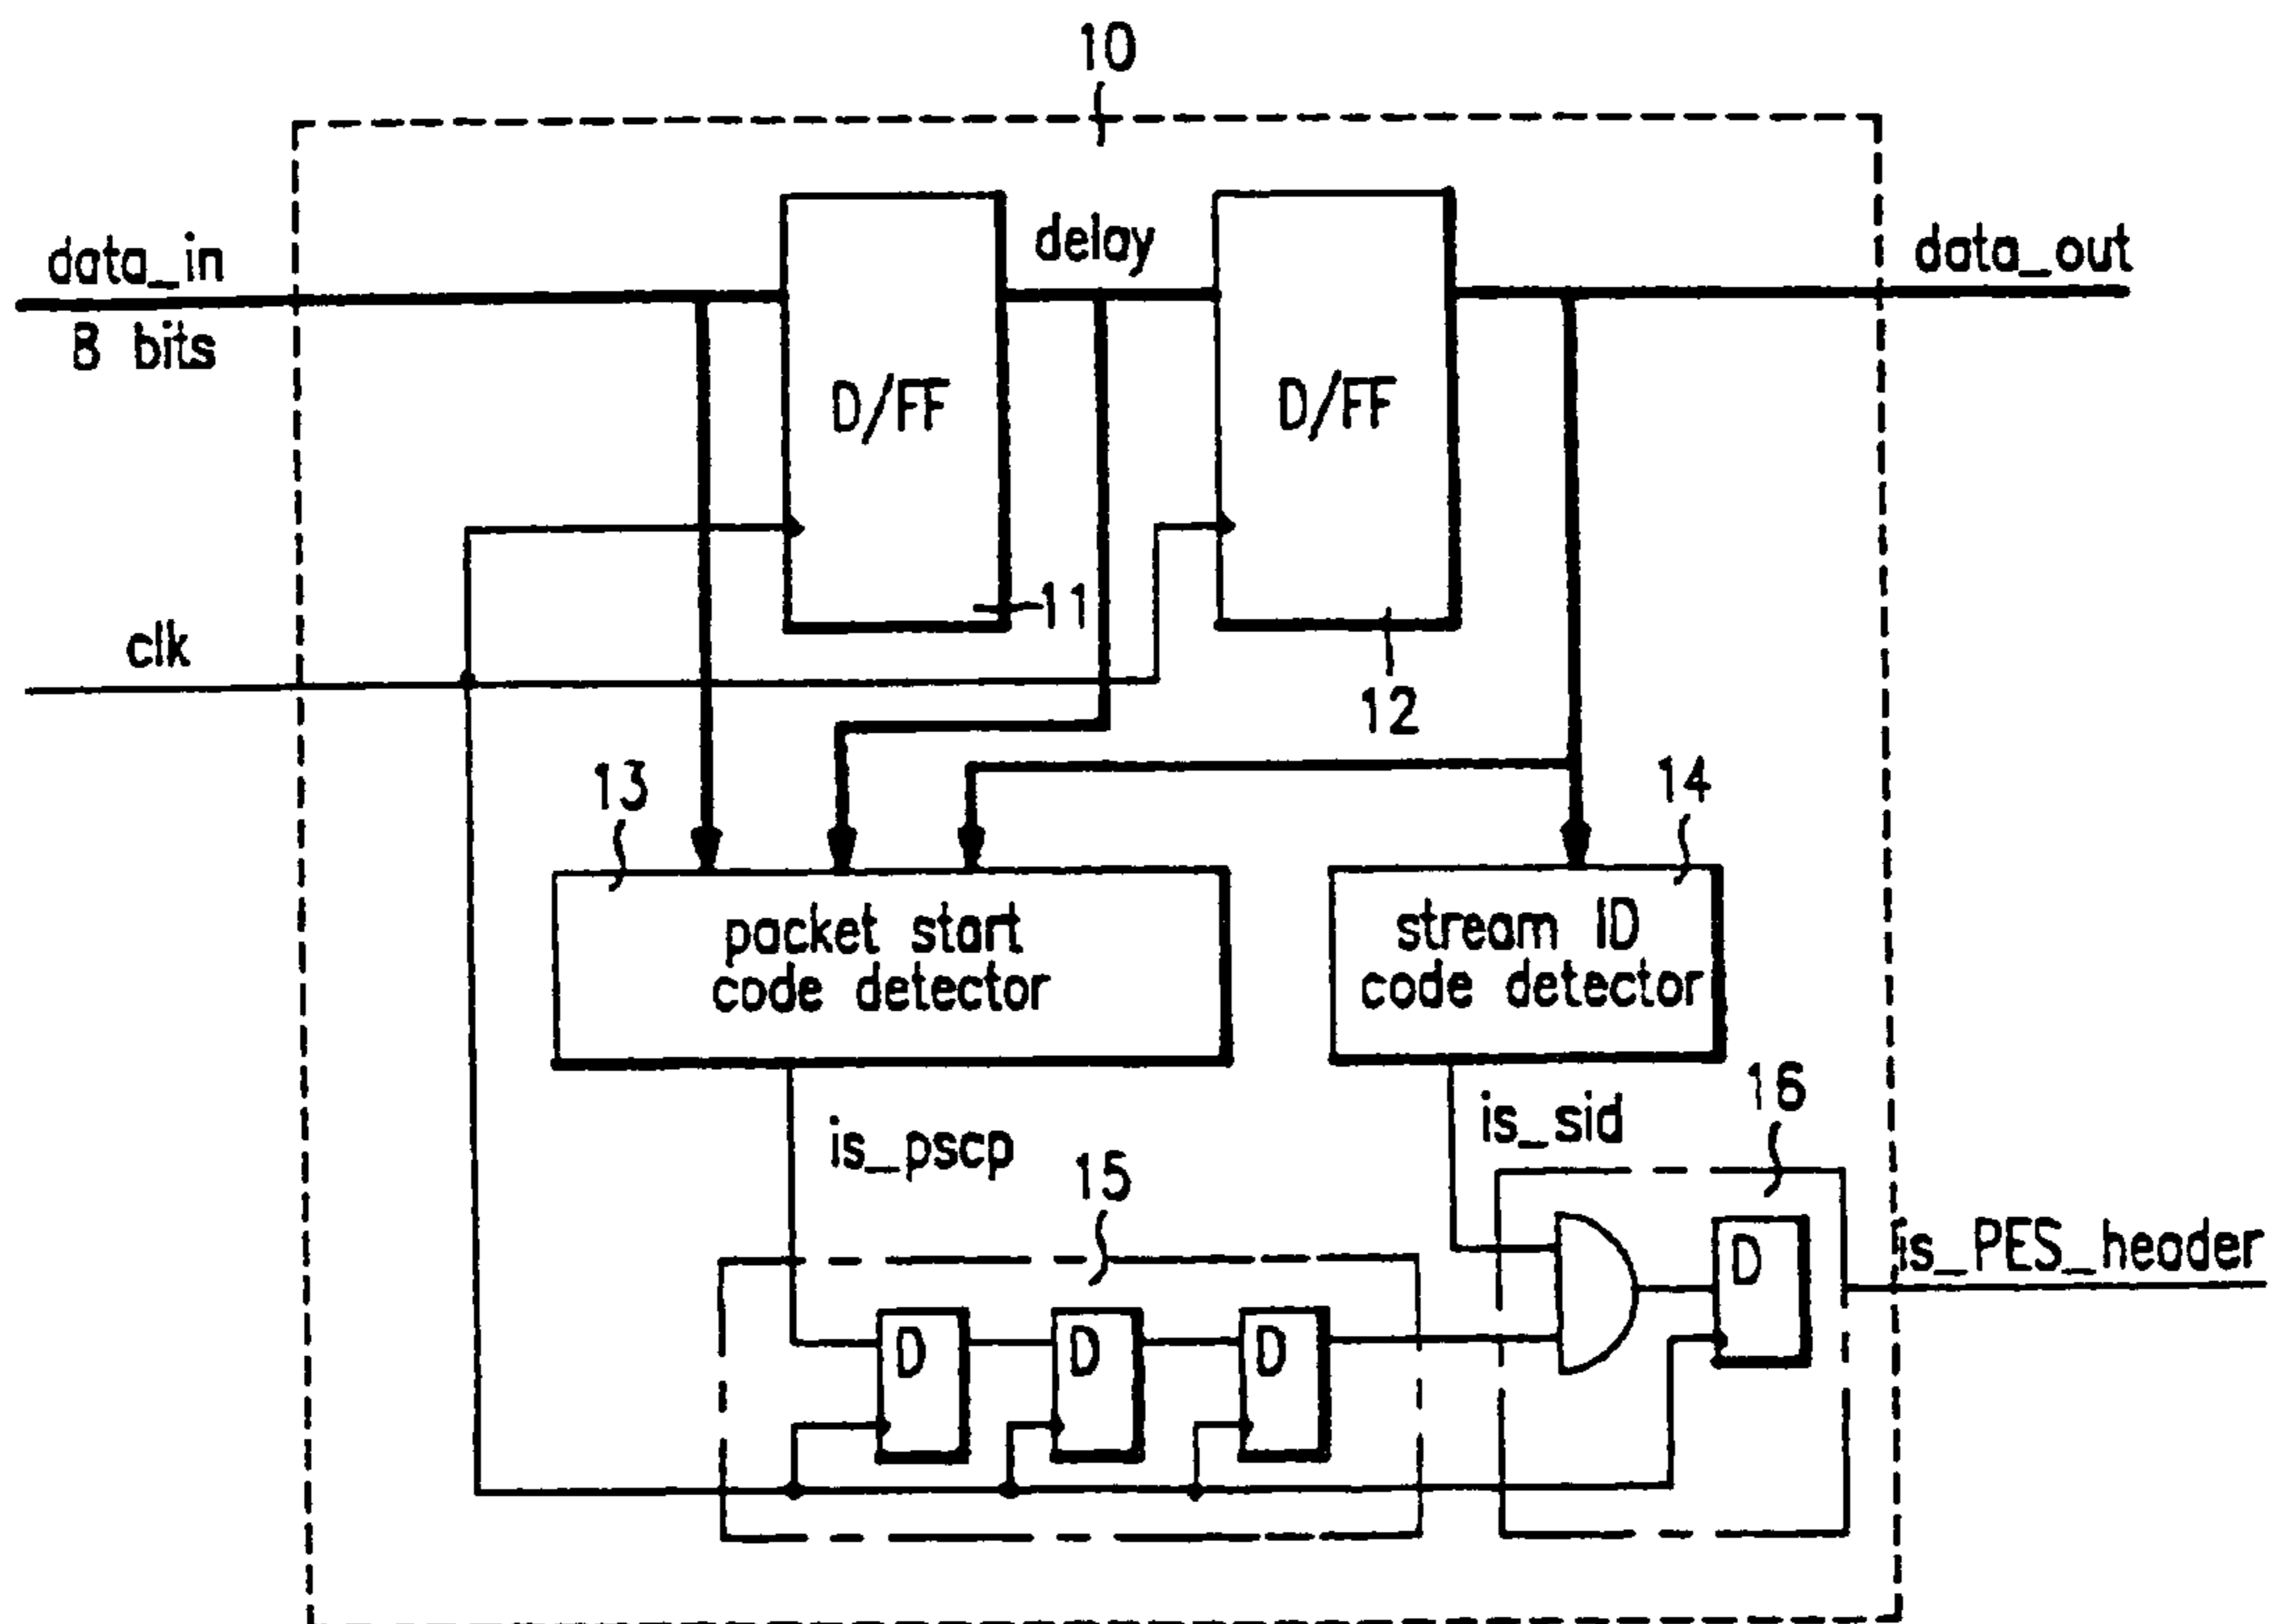 10
data_in
8 bits
delay
data_out
D/FF
D/FF
11
12
clk
13
14
packet start
code detector
stream ID
code detector
is_pscp
is_sid
15
16
is_PES_header
D
D
D
D